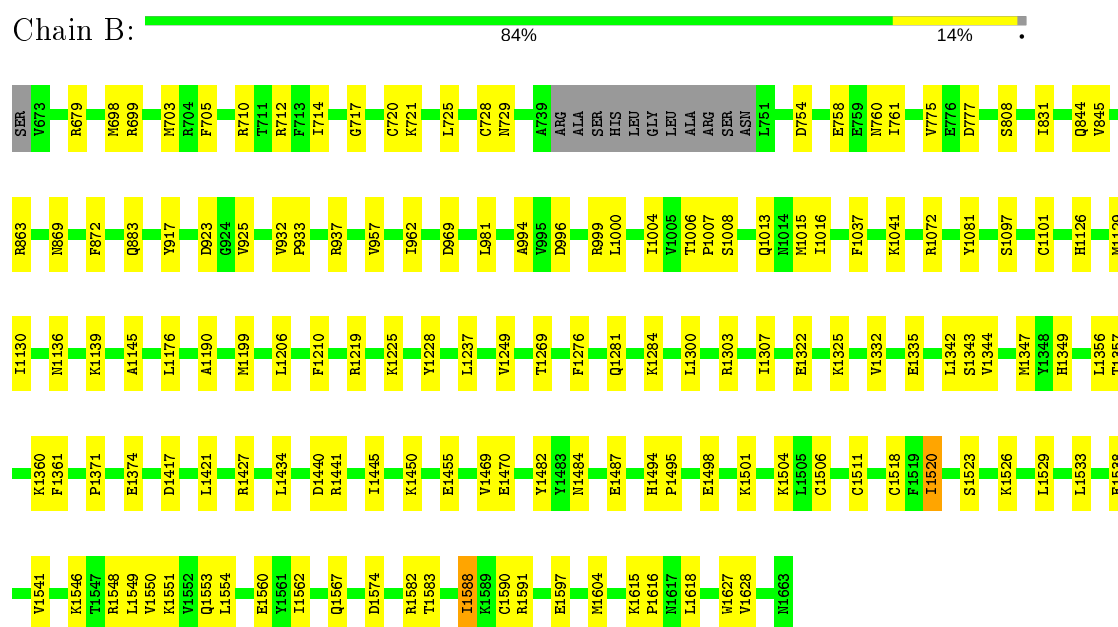 Chain B:
84% 14% •
SER V673 R679 M698 R699 M703 R704 F705 R710 T711 R712 F713 I714 G717 C720 K721 L725 C728 N729 A739 ARG ALA SER HIS LEU GLY LEU ALA ARG SER ASN L751 D754 E758 E759 N760 I761 V775 E776 D777 S808 I831 Q844 V845
R863 N869 F872 Q883 Y917 D923 G924 V925 V932 P933 R937 V957 I962 D969 L981 A994 V995 D996 R999 L1000 I1004 V1005 T1006 P1007 S1008 Q1013 N1014 M1015 I1016 F1037 K1041 R1072 Y1081 S1097 C1101 H1126 M1129
I1130 N1136 K1139 A1145 L1176 A1190 M1199 L1206 F1210 R1219 K1225 Y1228 L1237 V1249 T1269 F1276 Q1281 K1284 L1300 R1303 I1307 E1322 K1325 V1332 E1335 L1342 S1343 V1344 M1347 Y1348 H1349 L1356 T1357
K1360 F1361 P1371 E1374 D1417 L1421 R1427 L1434 D1440 R1441 I1445 K1450 E1455 V1469 E1470 Y1482 Y1483 N1484 E1487 H1494 P1495 E1498 K1501 K1504 L1505 C1506 C1511 C1518 F1519 I1520 S1523 K1526 L1529 L1533
V1541 K1546 T1547 R1548 L1549 V1550 K1551 V1552 Q1553 L1554 E1560 Y1561 I1562 Q1567 D1574 R1582 T1583 I1588 K1589 C1590 R1591 E1597 M1604 K1615 P1616 N1617 L1618 W1627 V1628 N1663